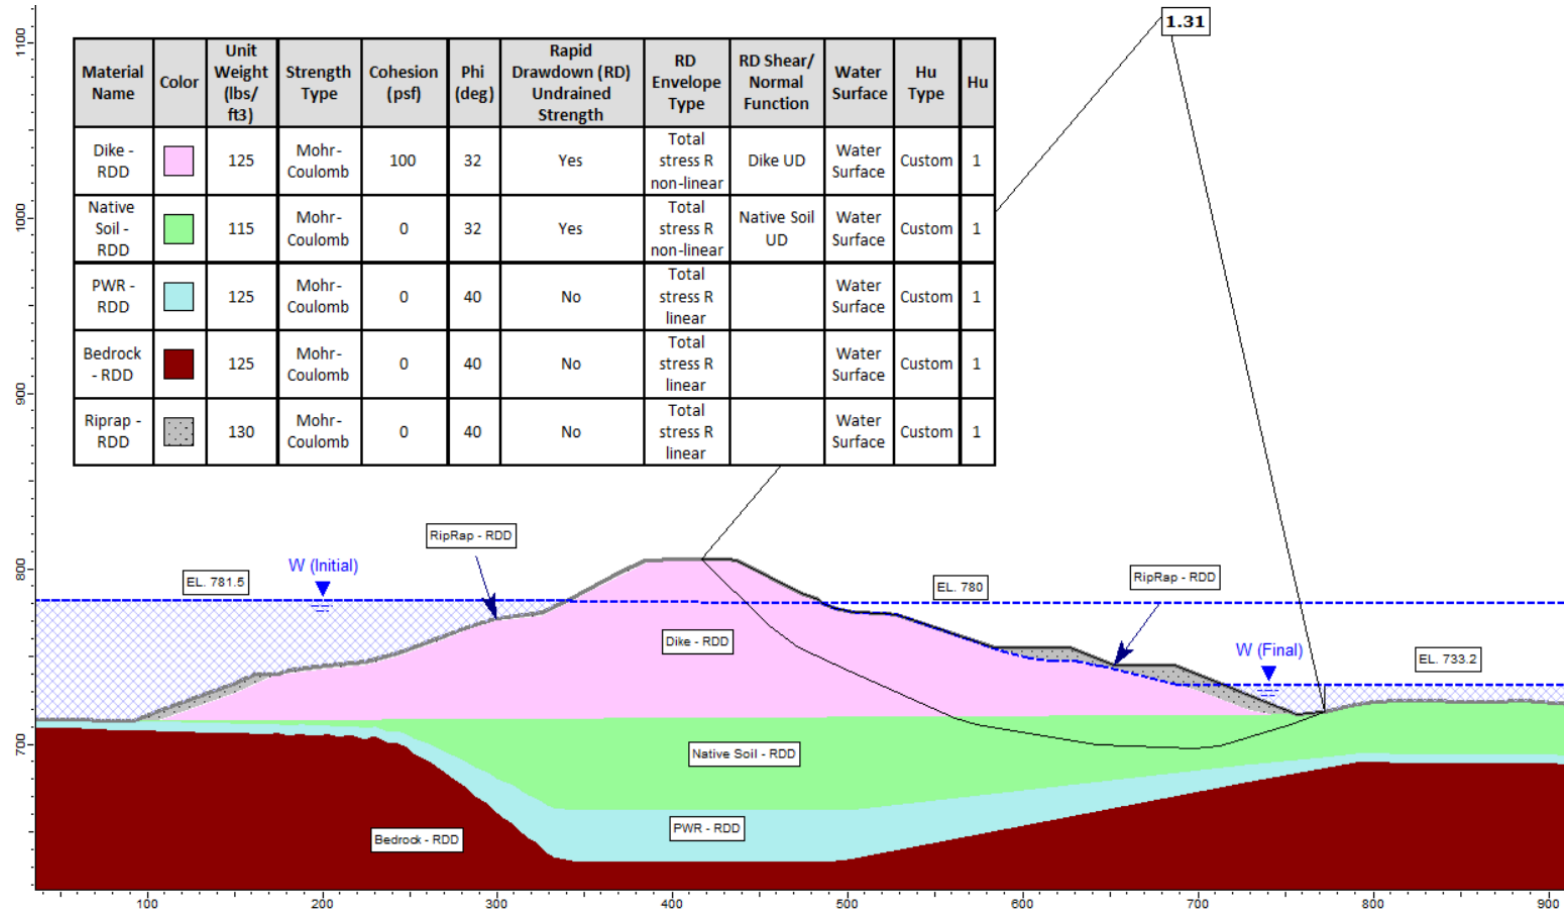 1.31
1100
1000
900
800
700
Material Name Color Unit Weight (lbs/ ft3) Strength Type Cohesion (psf) Phi (deg) Rapid Drawdown (RD) Undrained Strength RD Envelope Type RD Shear/ Normal Function Water Surface Hu Type Hu
Dike - RDD 125 Mohr- Coulomb 100 32 Yes Total stress R non-linear Dike UD Water Surface Custom 1
Native Soil - RDD 115 Mohr- Coulomb 0 32 Yes Total stress R non-linear Native Soil UD Water Surface Custom 1
PWR - RDD 125 Mohr- Coulomb 0 40 No Total stress R linear Water Surface Custom 1
Bedrock - RDD 125 Mohr- Coulomb 0 40 No Total stress R linear Water Surface Custom 1
Riprap - RDD 130 Mohr- Coulomb 0 40 No Total stress R linear Water Surface Custom 1
RipRap - RDD
W (Initial)
EL. 781.5
EL. 780
RipRap - RDD
Dike - RDD
W (Final)
EL. 733.2
Native Soil - RDD
PWR - RDD
Bedrock - RDD
100 200 300 400 500 600 700 800 900